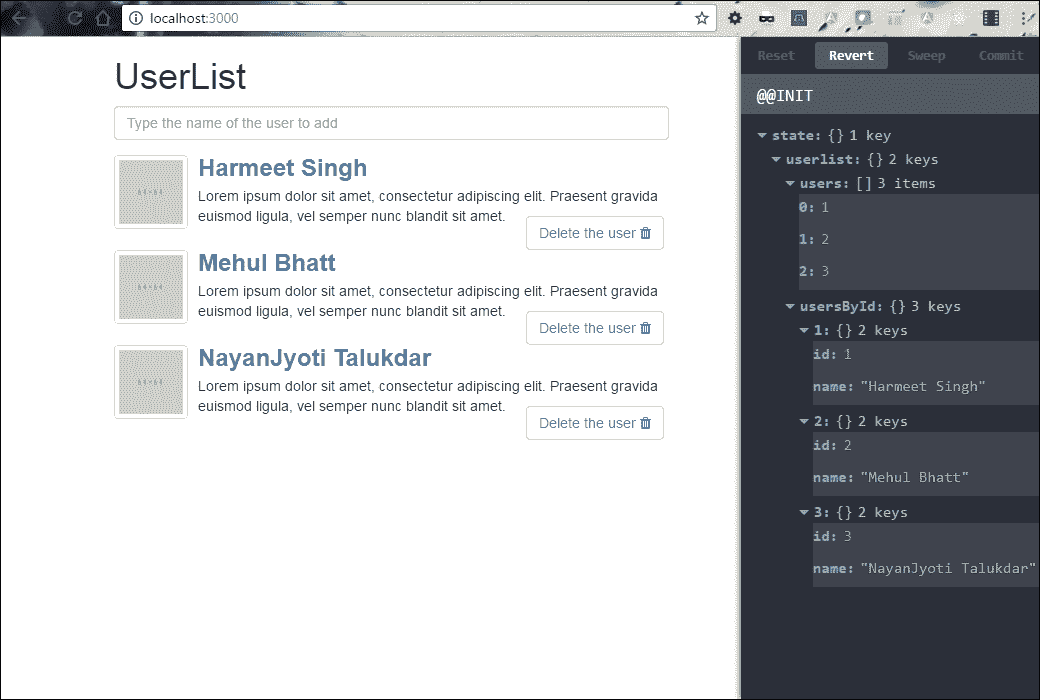 localhost:3000
UserList
Type the name of the user to add
64×64
Harmeet Singh
Lorem ipsum dolor sit amet, consectetur adipiscing elit. Praesent gravida
euismod ligula, vel semper nunc blandit sit amet.
Delete the user
64×64
Mehul Bhatt
Lorem ipsum dolor sit amet, consectetur adipiscing elit. Praesent gravida
euismod ligula, vel semper nunc blandit sit amet.
Delete the user
64×64
NayanJyoti Talukdar
Lorem ipsum dolor sit amet, consectetur adipiscing elit. Praesent gravida
euismod ligula, vel semper nunc blandit sit amet.
Delete the user
Reset Revert Sweep Commit
@@INIT
state: {} 1 key
userlist: {} 2 keys
users: [] 3 items
0: 1
1: 2
2: 3
usersById: {} 3 keys
1: {} 2 keys
id: 1
name: "Harmeet Singh"
2: {} 2 keys
id: 2
name: "Mehul Bhatt"
3: {} 2 keys
id: 3
name: "NayanJyoti Talukdar"